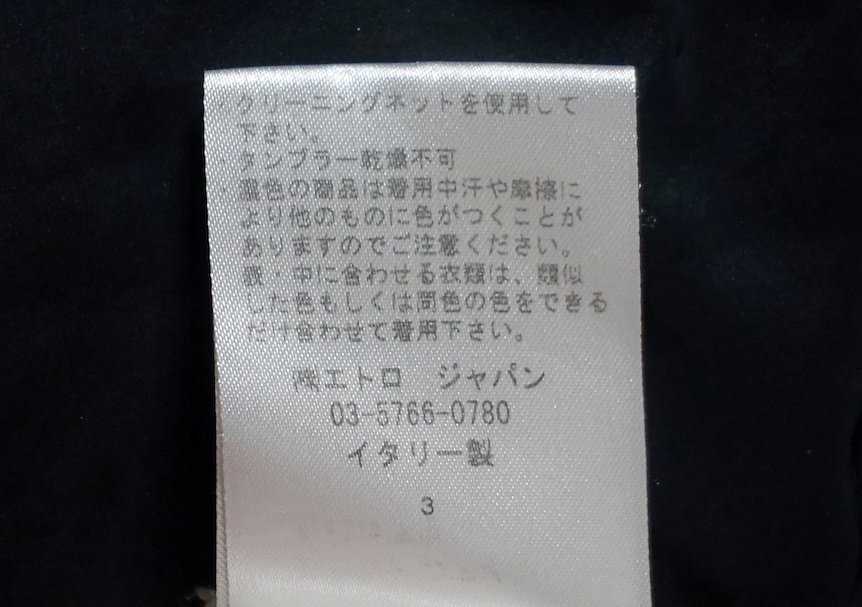 ・クリーニングネットを使用して
下さい。
・タンブラー乾燥不可
・濃色の商品は着用中汗や摩擦に
より他のものに色がつくことが
ありますのでご注意ください。
表・中に合わせる衣類は、類似
した色もしくは同色の色をできる
だけ合わせて着用下さい。
㈱エトロ ジャパン
03-5766-0780
イタリー製
3